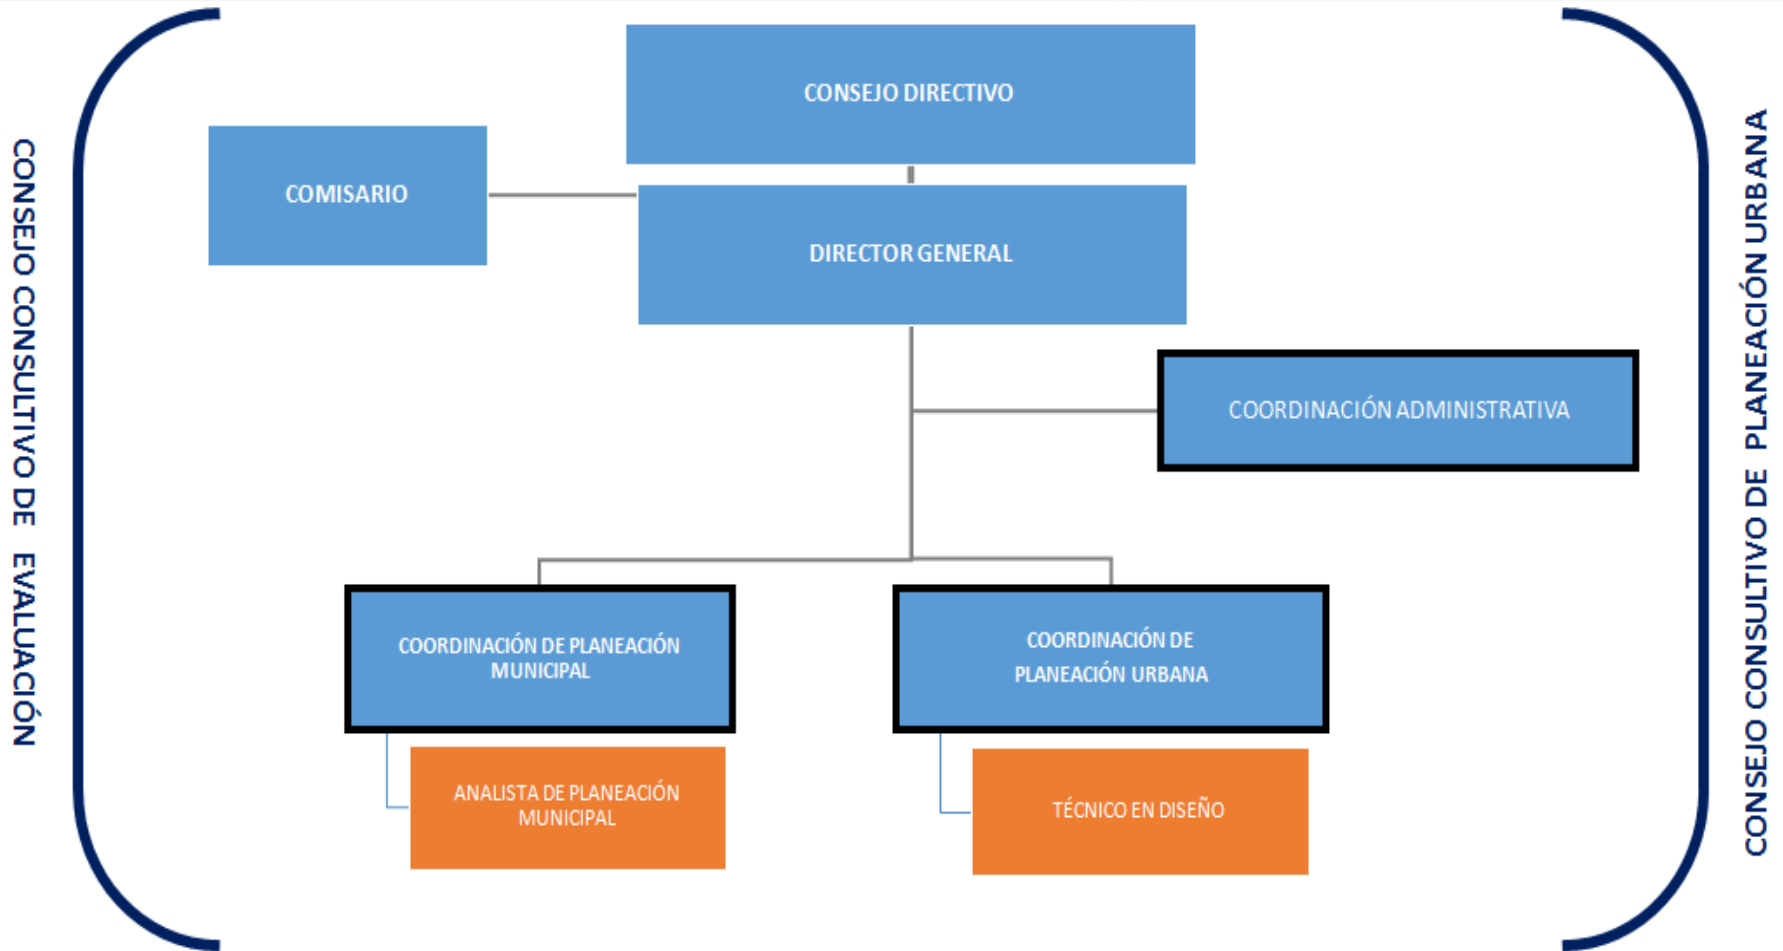 CONSEJO DIRECTIVO
COMISARIO
DIRECTOR GENERAL
COORDINACIÓN ADMINISTRATIVA
COORDINACIÓN DE PLANEACIÓN
MUNICIPAL
COORDINACIÓN DE
PLANEACIÓN URBANA
ANALISTA DE PLANEACIÓN
MUNICIPAL
TÉCNICO EN DISEÑO
CONSEJO CONSULTIVO DE EVALUACIÓN
CONSEJO CONSULTIVO DE PLANEACIÓN URBANA